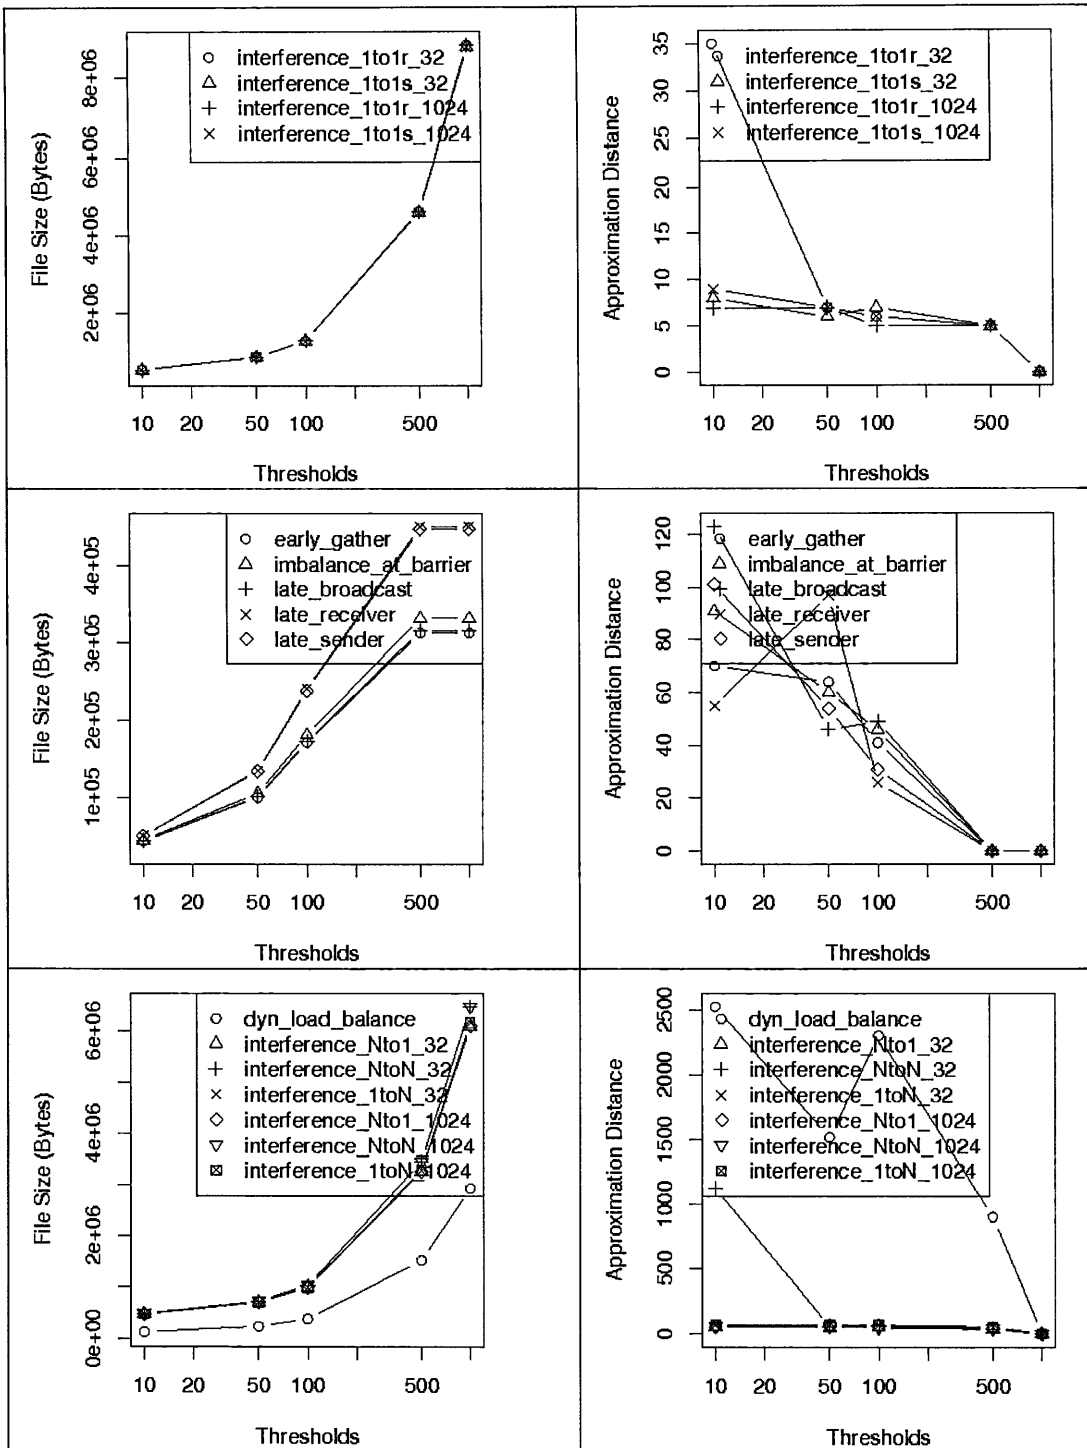 interference_1to1r_32
interference_1to1s_32
interference_1to1r_1024
interference_1to1s_1024
File Size (Bytes)
2e+06 4e+06 6e+06 8e+06
10 20 50 100 500
Thresholds
interference_1to1r_32
interference_1to1s_32
interference_1to1r_1024
interference_1to1s_1024
Approximation Distance
0 5 10 15 20 25 30 35
10 20 50 100 500
Thresholds
early_gather
imbalance_at_barrier
late_broadcast
late_receiver
late_sender
File Size (Bytes)
1e+05 2e+05 3e+05 4e+05
10 20 50 100 500
Thresholds
early_gather
imbalance_at_barrier
late_broadcast
late_receiver
late_sender
Approximation Distance
0 20 40 60 80 100 120
10 20 50 100 500
Thresholds
dyn_load_balance
interference_Nto1_32
interference_NtoN_32
interference_1toN_32
interference_Nto1_1024
interference_NtoN_1024
interference_1toN_1024
File Size (Bytes)
0e+00 2e+06 4e+06 6e+06
10 20 50 100 500
Thresholds
dyn_load_balance
interference_Nto1_32
interference_NtoN_32
interference_1toN_32
interference_Nto1_1024
interference_NtoN_1024
interference_1toN_1024
Approximation Distance
0 500 1000 1500 2000 2500
10 20 50 100 500
Thresholds